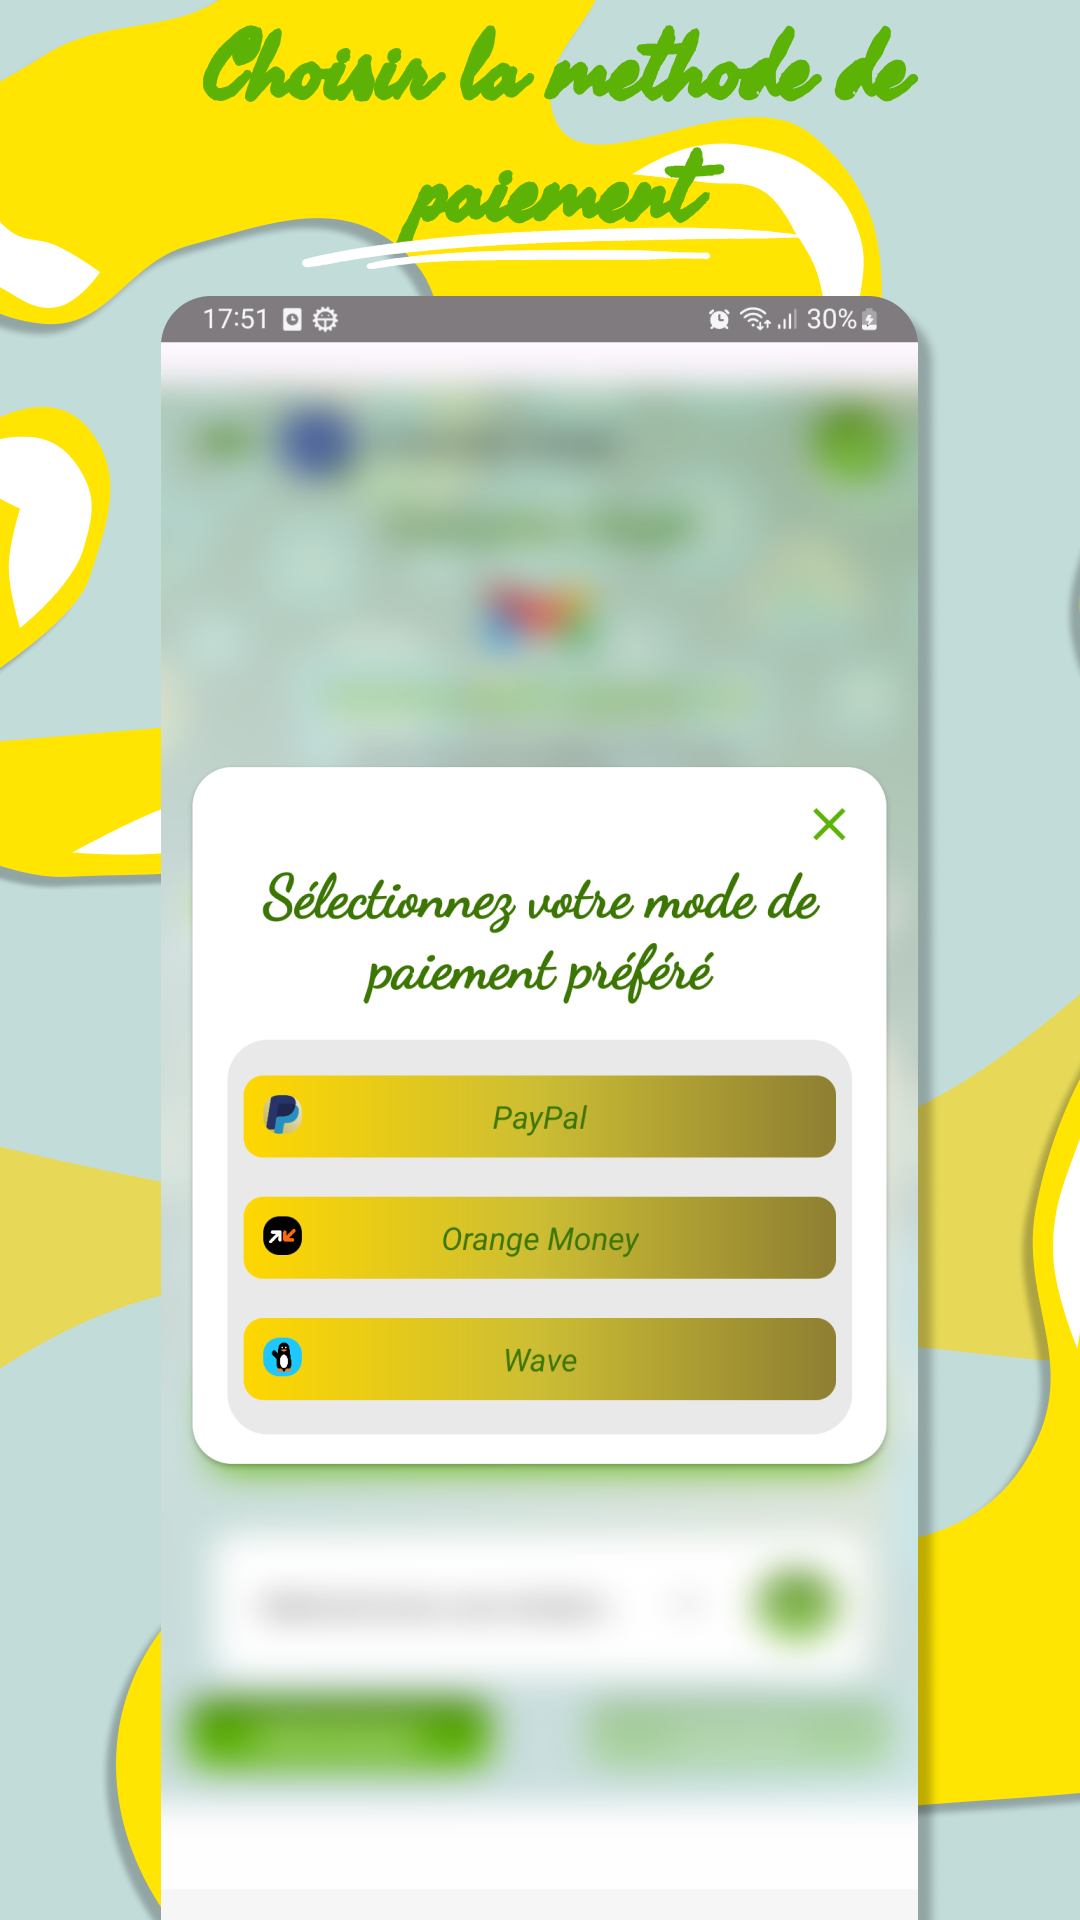 Choisir la methode de
paiement
17:51
30%
Sélectionnez votre mode de
paiement préféré
PayPal
Orange Money
Wave